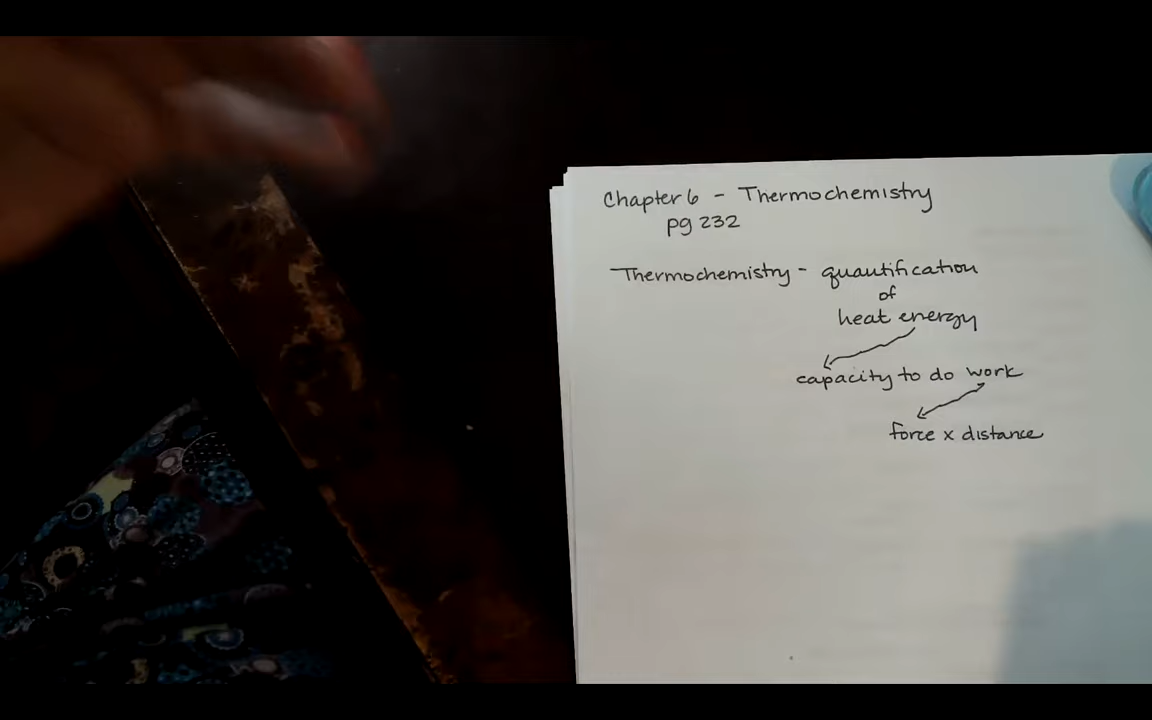 Chapter 6 - Thermochemistry
pg 232
Thermochemistry - quantification
of
heat energy
capacity to do work
force x distance